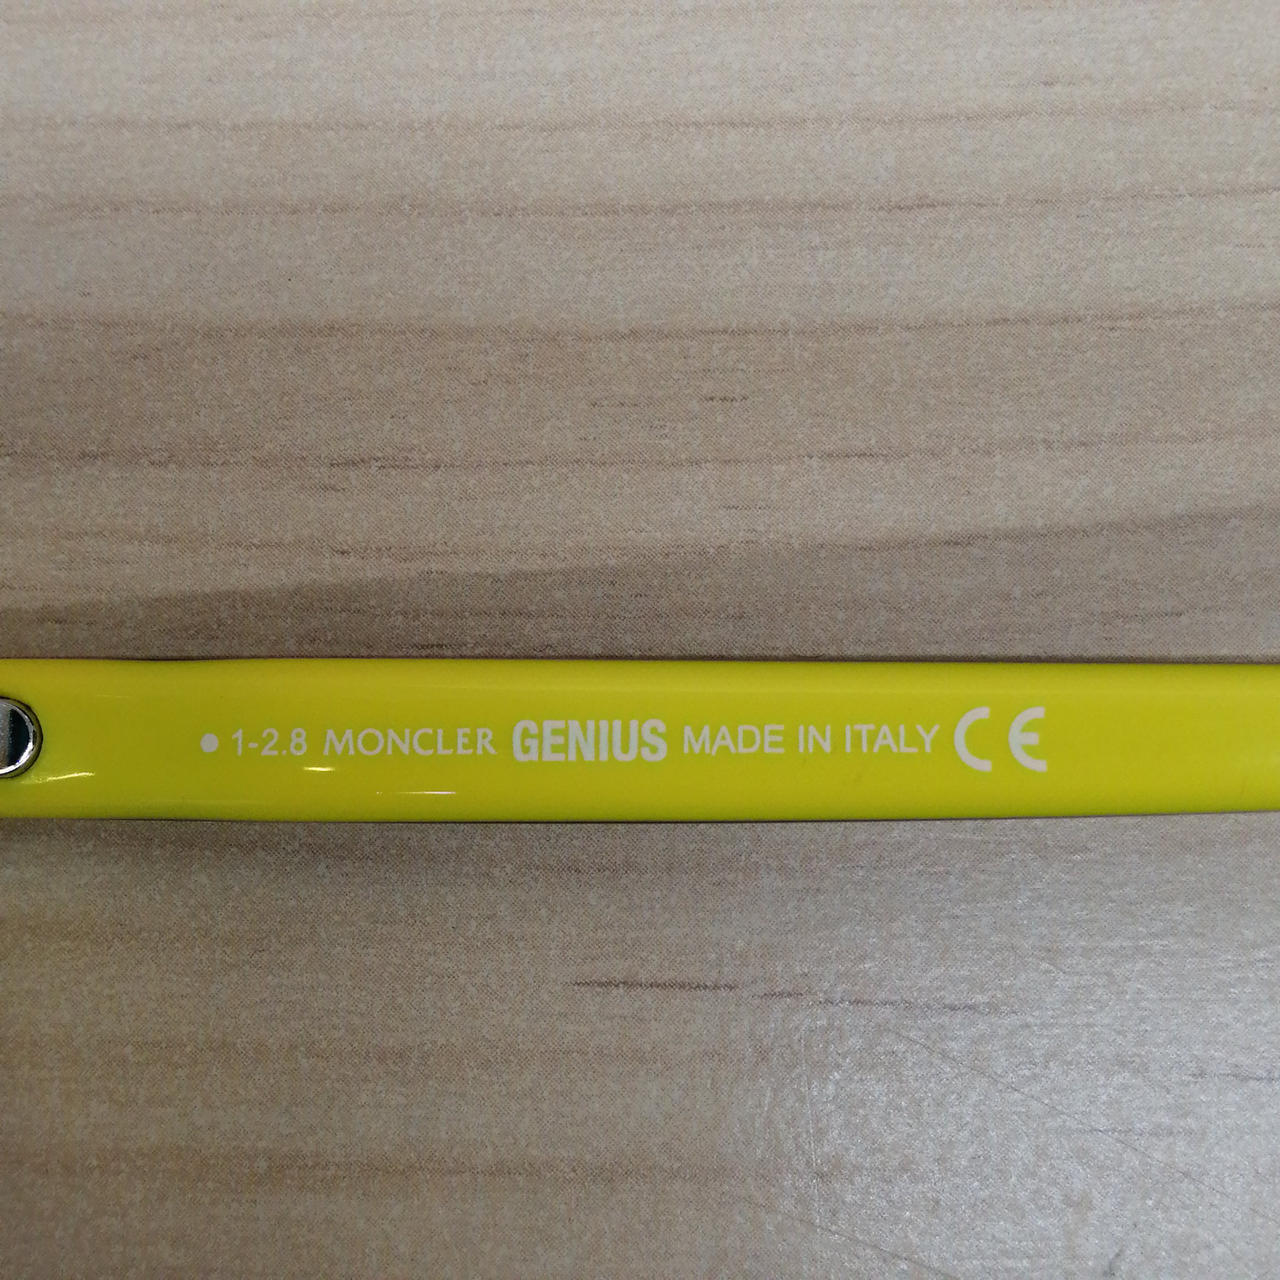 • 1-2.8 MONCLER GENIUS MADE IN ITALY CE